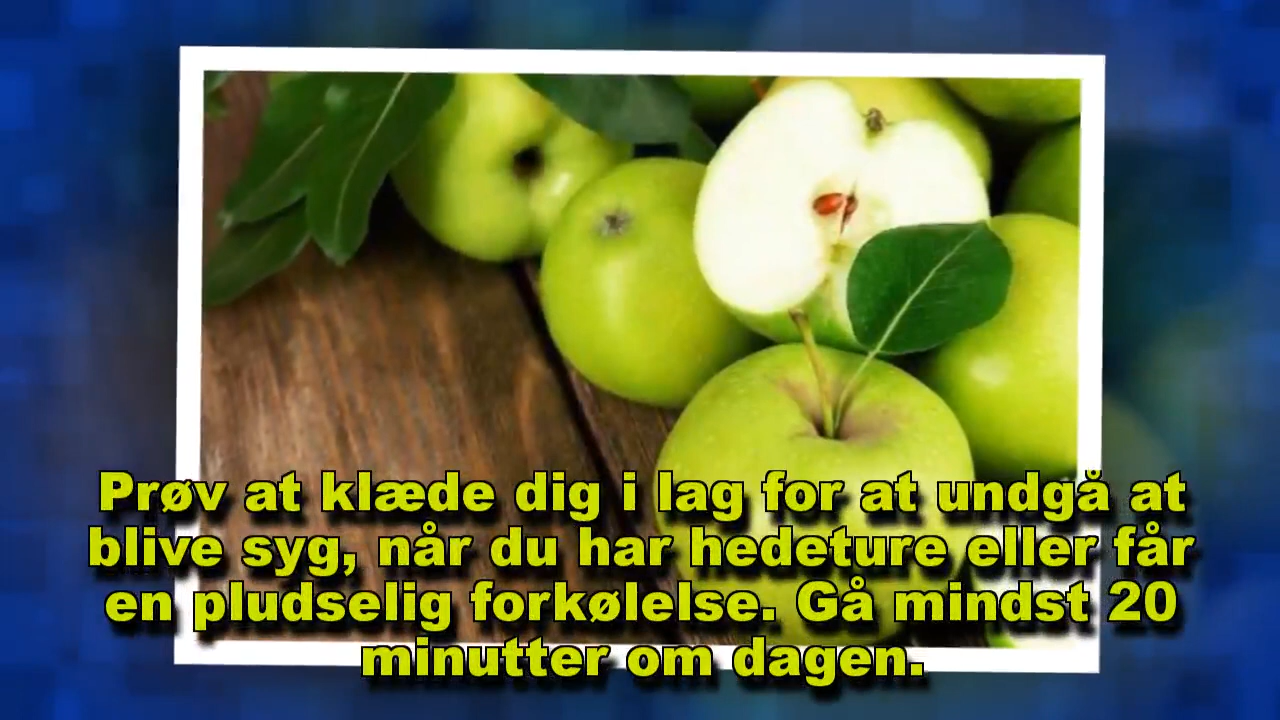 Prøv at klæde dig i lag for at undgå at
blive syg, når du har hedeture eller får
en pludselig forkølelse. Gå mindst 20
minutter om dagen.